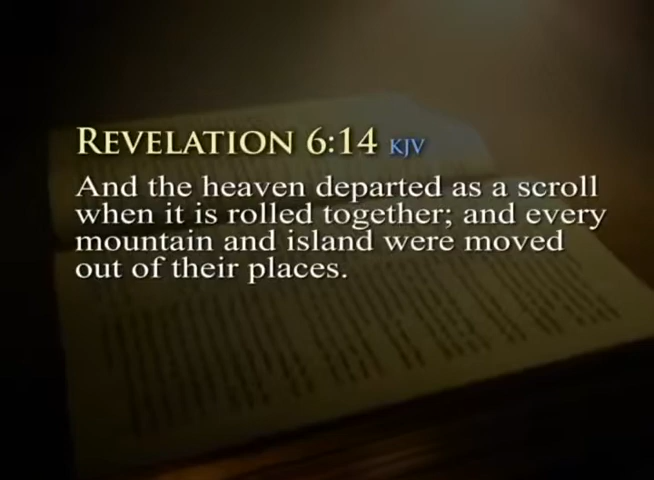 REVELATION 6:14 KJV
And the heaven departed as a scroll
when it is rolled together; and every
mountain and island were moved
out of their places.